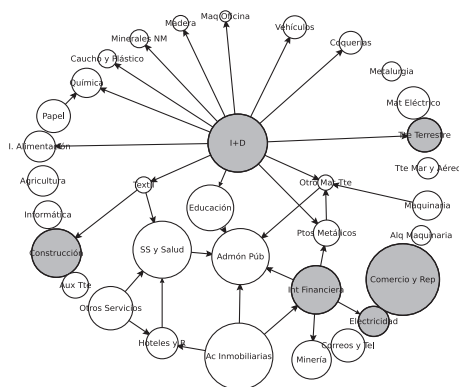 Maq Oficina
Madera
Vehículos
Minerales NM
Coquerías
Caucho y Plástico
Metalurgia
Química
Mat Eléctrico
Papel
Tte Terrestre
I+D
I. Alimentación
Tte Mar y Aéreo
Agricultura
Textil
Otro Mat Tte
Educación
Maquinaria
Informática
Ptos Metálicos
Alq Maquinaria
SS y Salud
Construcción
Admón Púb
Comercio y Rep
Aux Tte
Int Financiera
Otros Servicios
Electricidad
Hoteles y R
Correos y Tel
Ac Inmobiliarias
Minería